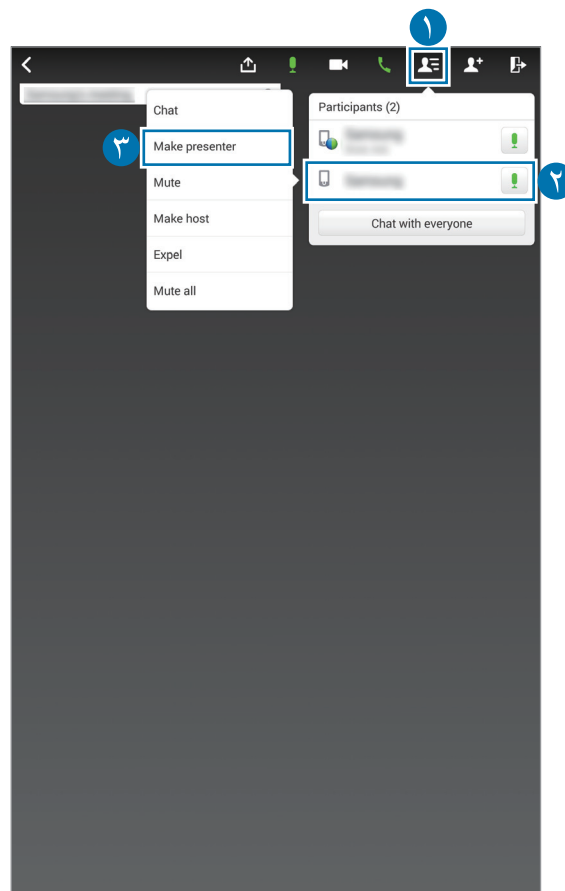 ١
Participants (2)
Chat
Make presenter
Mute
Make host
Expel
Mute all
٣
٢
Chat with everyone